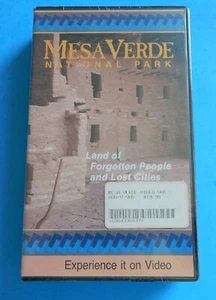 MESA VERDE
NATIONAL PARK
Land of
Forgotten People
and Lost Cities
Experience it on Video